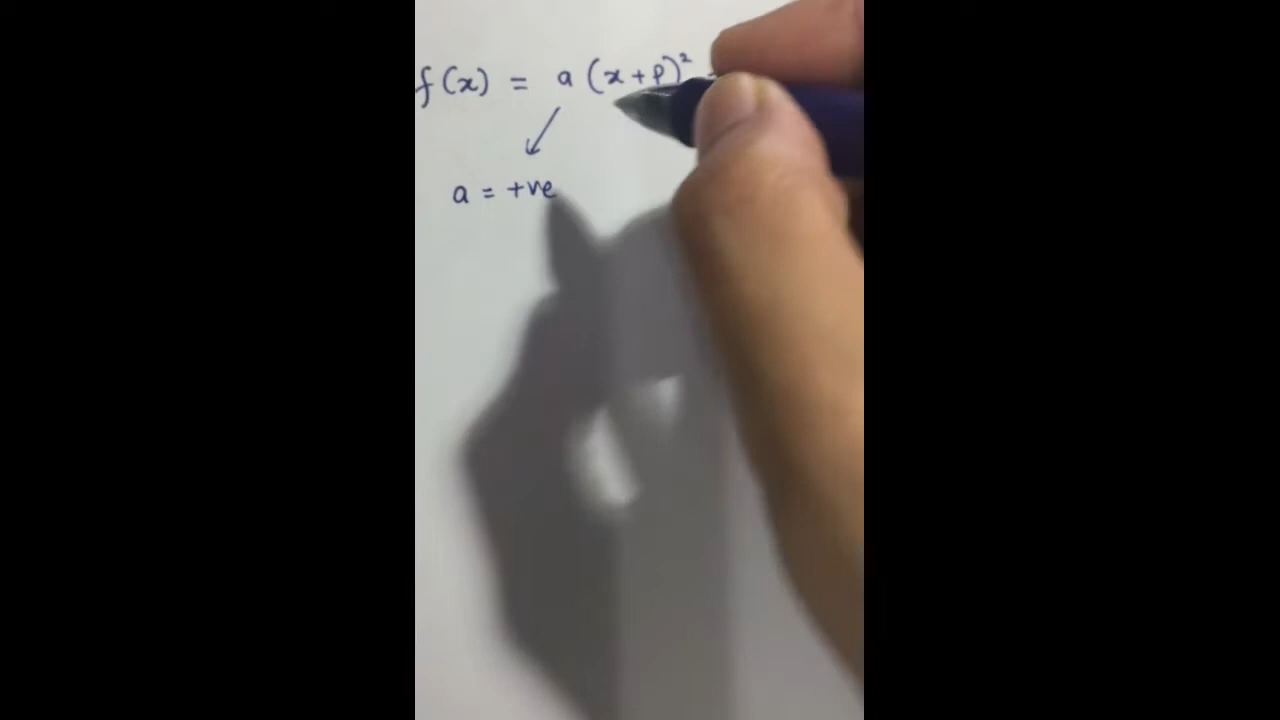 f(x) = a (x+p)²
a = +ve